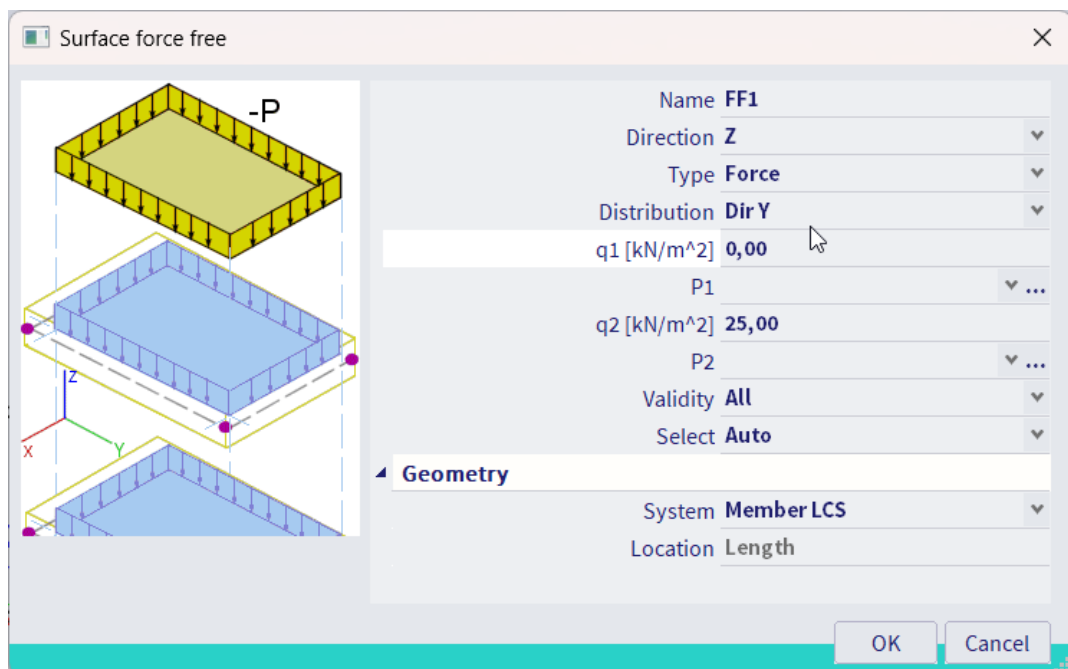 Surface force free
-P
Z
X
Y
Name FF1
Direction Z
Type Force
Distribution Dir Y
q1 [kN/m^2] 0,00
P1 ...
q2 [kN/m^2] 25,00
P2 ...
Validity All
Select Auto
Geometry
System Member LCS
Location Length
OK Cancel